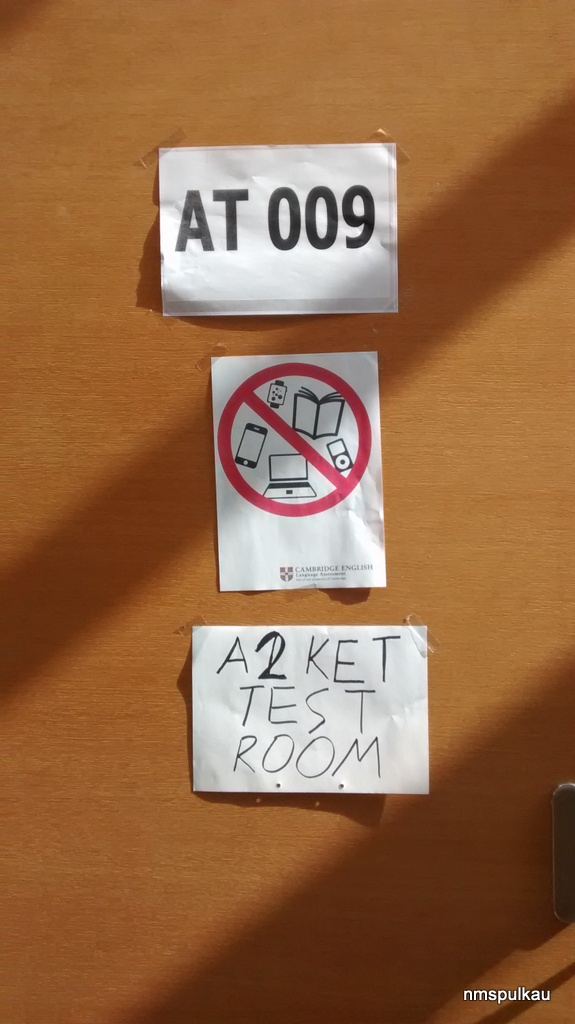 AT 009
CAMBRIDGE ENGLISH
Language Assessment
A2 KET
TEST
ROOM
nmspulkau